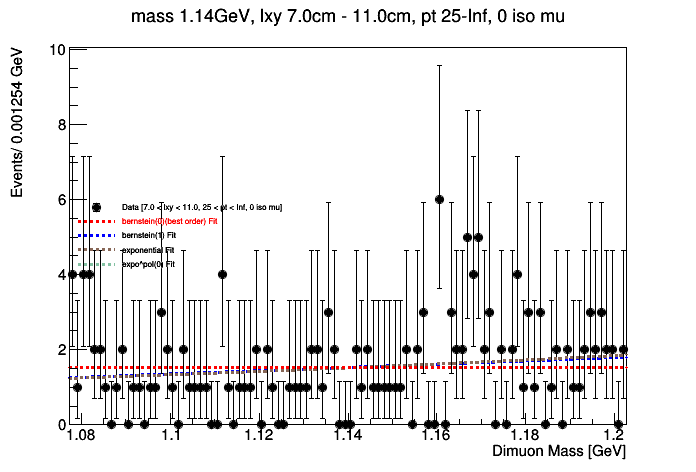 mass 1.14GeV, lxy 7.0cm - 11.0cm, pt 25-Inf, 0 iso mu
Events/ 0.001254 GeV
10
8
6
4
2
0
Data [7.0 < lxy < 11.0, 25 < pt < Inf, 0 iso mu]
bernstein(0)(best order) Fit
bernstein(1) Fit
exponential Fit
expo*pol(0) Fit
1.08 1.1 1.12 1.14 1.16 1.18 1.2
Dimuon Mass [GeV]